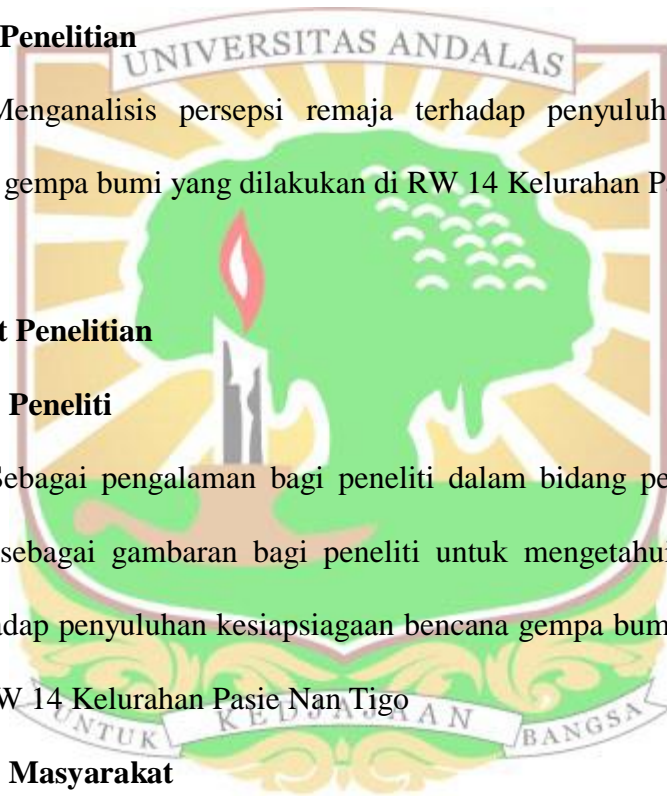 Penelitian
UNIVERSITAS ANDALAS
Menganalisis persepsi remaja terhadap penyuluh
gempa bumi yang dilakukan di RW 14 Kelurahan P
t Penelitian
Peneliti
Sebagai pengalaman bagi peneliti dalam bidang pe
sebagai gambaran bagi peneliti untuk mengetahui
adap penyuluhan kesiapsiagaan bencana gempa bum
W 14 Kelurahan Pasie Nan Tigo
UNTUK KEDJAJAAN BANGSA
Masyarakat